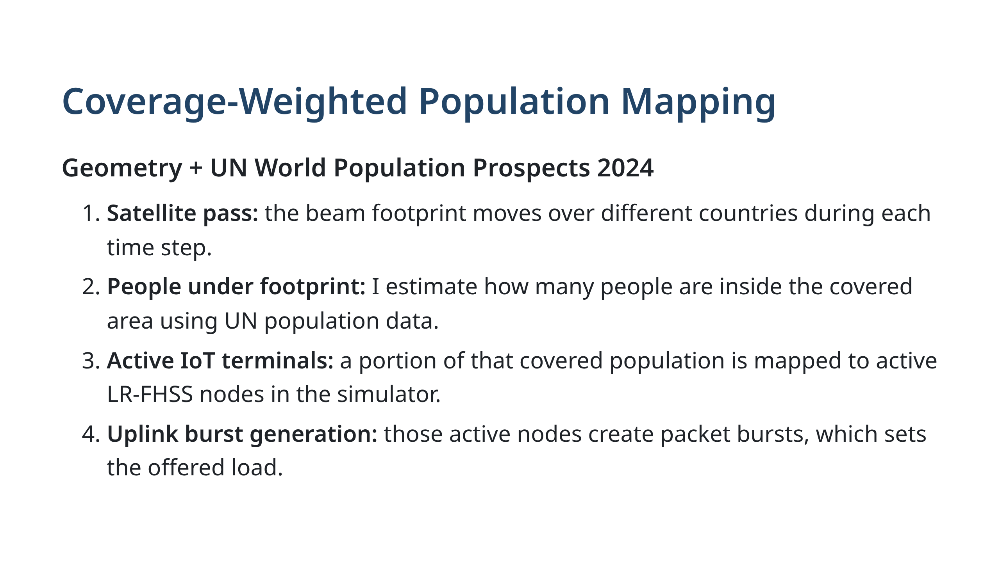 Coverage-Weighted Population Mapping
Geometry + UN World Population Prospects 2024
1. Satellite pass: the beam footprint moves over different countries during each
time step.
2. People under footprint: I estimate how many people are inside the covered
area using UN population data.
3. Active IoT terminals: a portion of that covered population is mapped to active
LR-FHSS nodes in the simulator.
4. Uplink burst generation: those active nodes create packet bursts, which sets
the offered load.